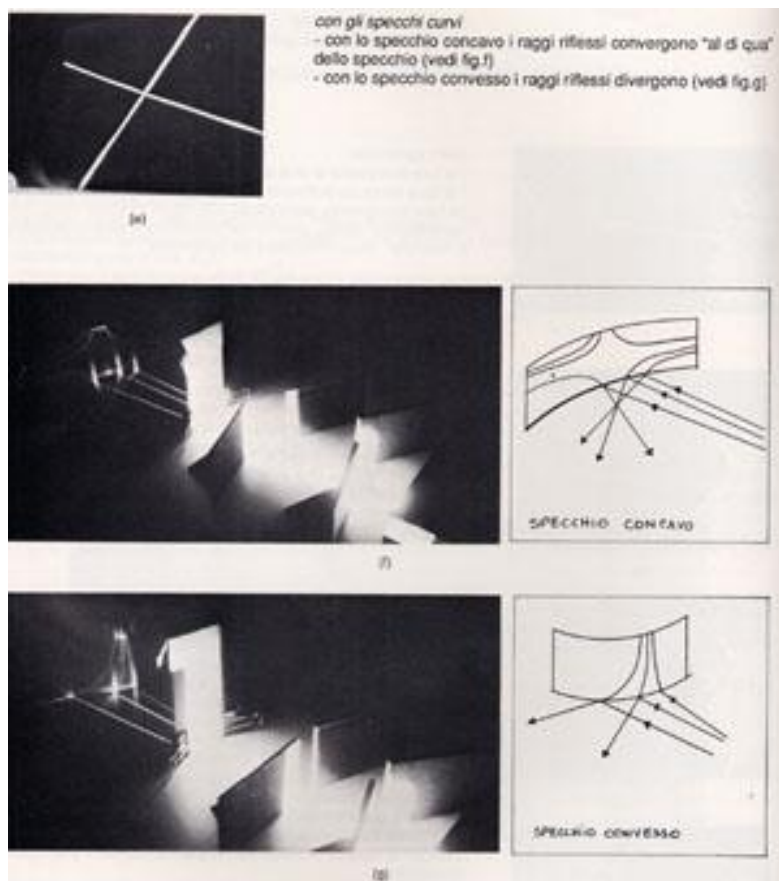 con gli specchi curvi
- con lo specchio concavo i raggi riflessi convergono "al di qua"
dello specchio (vedi fig.f)
- con lo specchio convesso i raggi riflessi divergono (vedi fig.g)
(e)
SPECCHIO CONCAVO
(f)
SPECCHIO CONVESSO
(g)